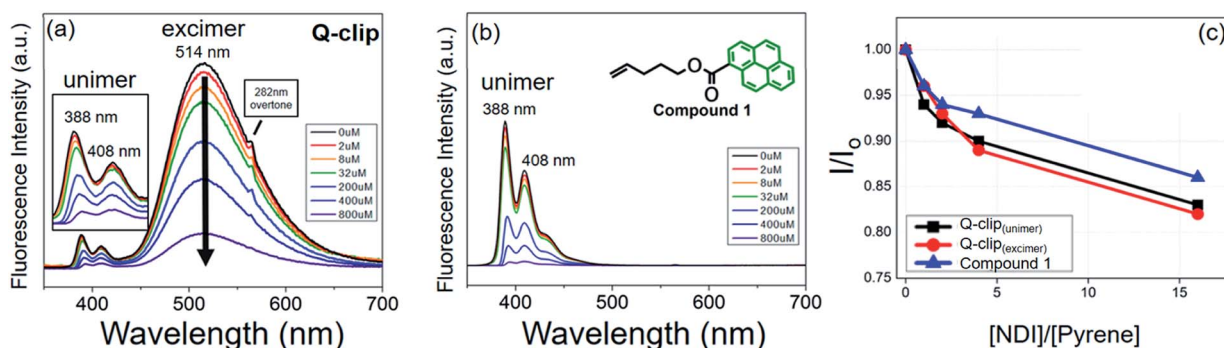 (a)
excimer
514 nm
Q-clip
unimer
388 nm
408 nm
282nm
overtone
0uM
2uM
8uM
32uM
200uM
400uM
800uM
Fluorescence Intensity (a.u.)
400
500
600
700
Wavelength (nm)
(b)
unimer
388 nm
408 nm
O
O
Compound 1
0uM
2uM
8uM
32uM
200uM
400uM
800uM
Fluorescence Intensity (a.u.)
400
500
600
700
Wavelength (nm)
(c)
I/Io
1.00
0.95
0.90
0.85
0.80
0.75
Q-clip(unimer)
Q-clip(excimer)
Compound 1
0
5
10
15
[NDI]/[Pyrene]